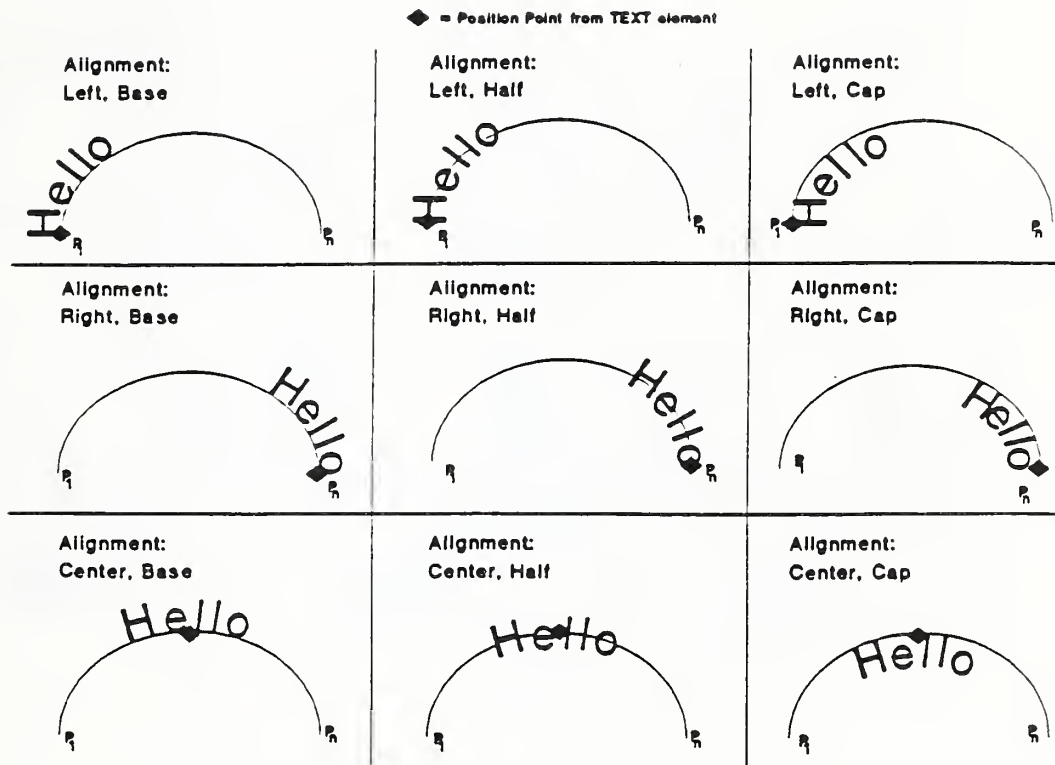 ◆ = Position Point from TEXT element
Alignment:
Left, Base
Hello
P1
Pn
Alignment:
Left, Half
Hello
P1
Pn
Alignment:
Left, Cap
Hello
P1
Pn
Alignment:
Right, Base
Hello
P1
Pn
Alignment:
Right, Half
Hello
P1
Pn
Alignment:
Right, Cap
Hello
P1
Pn
Alignment:
Center, Base
Hello
P1
Pn
Alignment:
Center, Half
Hello
P1
Pn
Alignment:
Center, Cap
Hello
P1
Pn